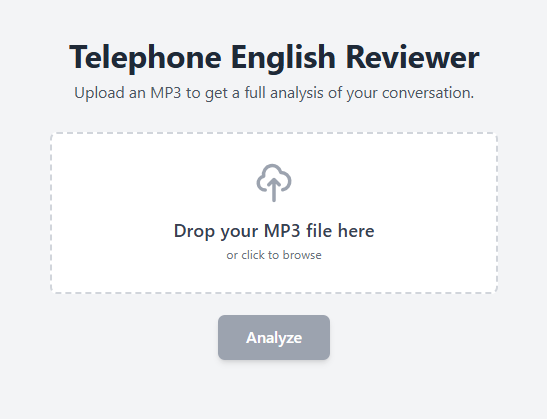 Telephone English Reviewer
Upload an MP3 to get a full analysis of your conversation.
Drop your MP3 file here
or click to browse
Analyze